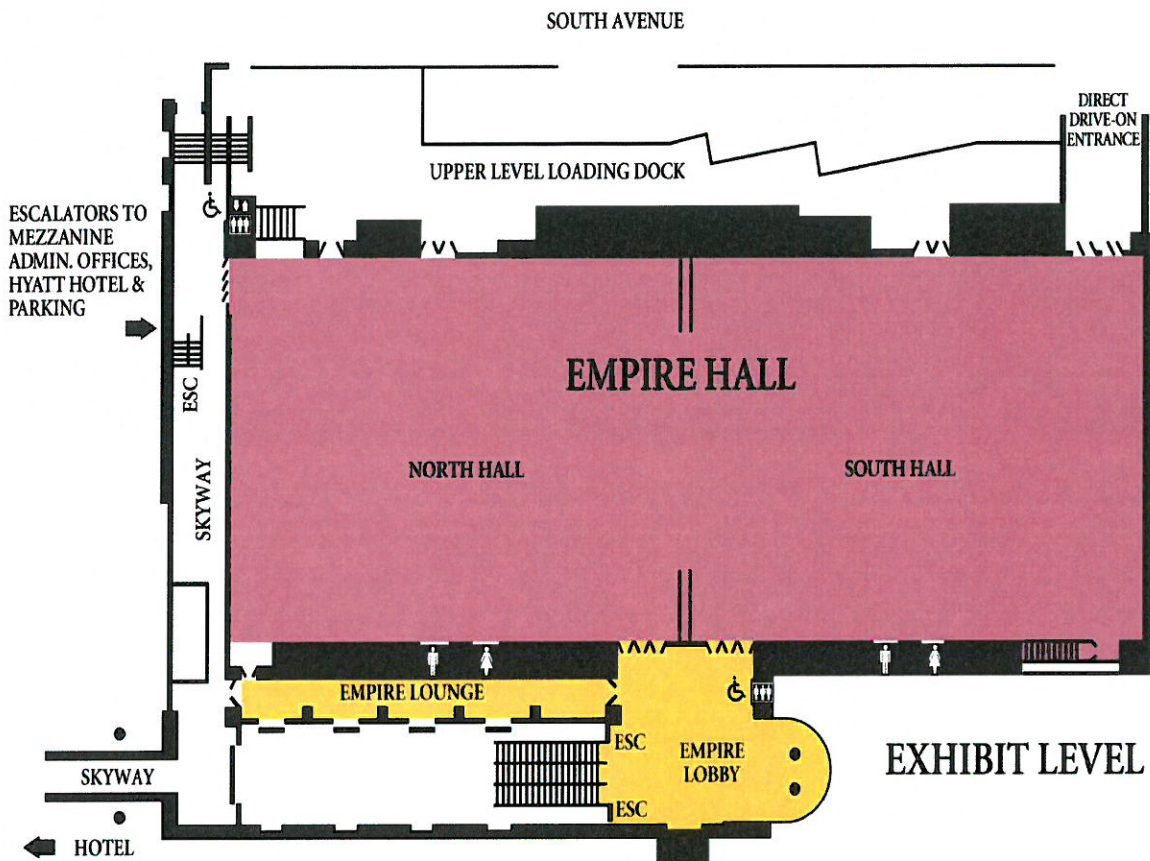 SOUTH AVENUE
DIRECT
DRIVE-ON
ENTRANCE
UPPER LEVEL LOADING DOCK
ESCALATORS TO
MEZZANINE
ADMIN. OFFICES,
HYATT HOTEL &
PARKING
ESC
SKYWAY
EMPIRE HALL
NORTH HALL
SOUTH HALL
EMPIRE LOUNGE
ESC
EMPIRE
LOBBY
ESC
EXHIBIT LEVEL
SKYWAY
HOTEL